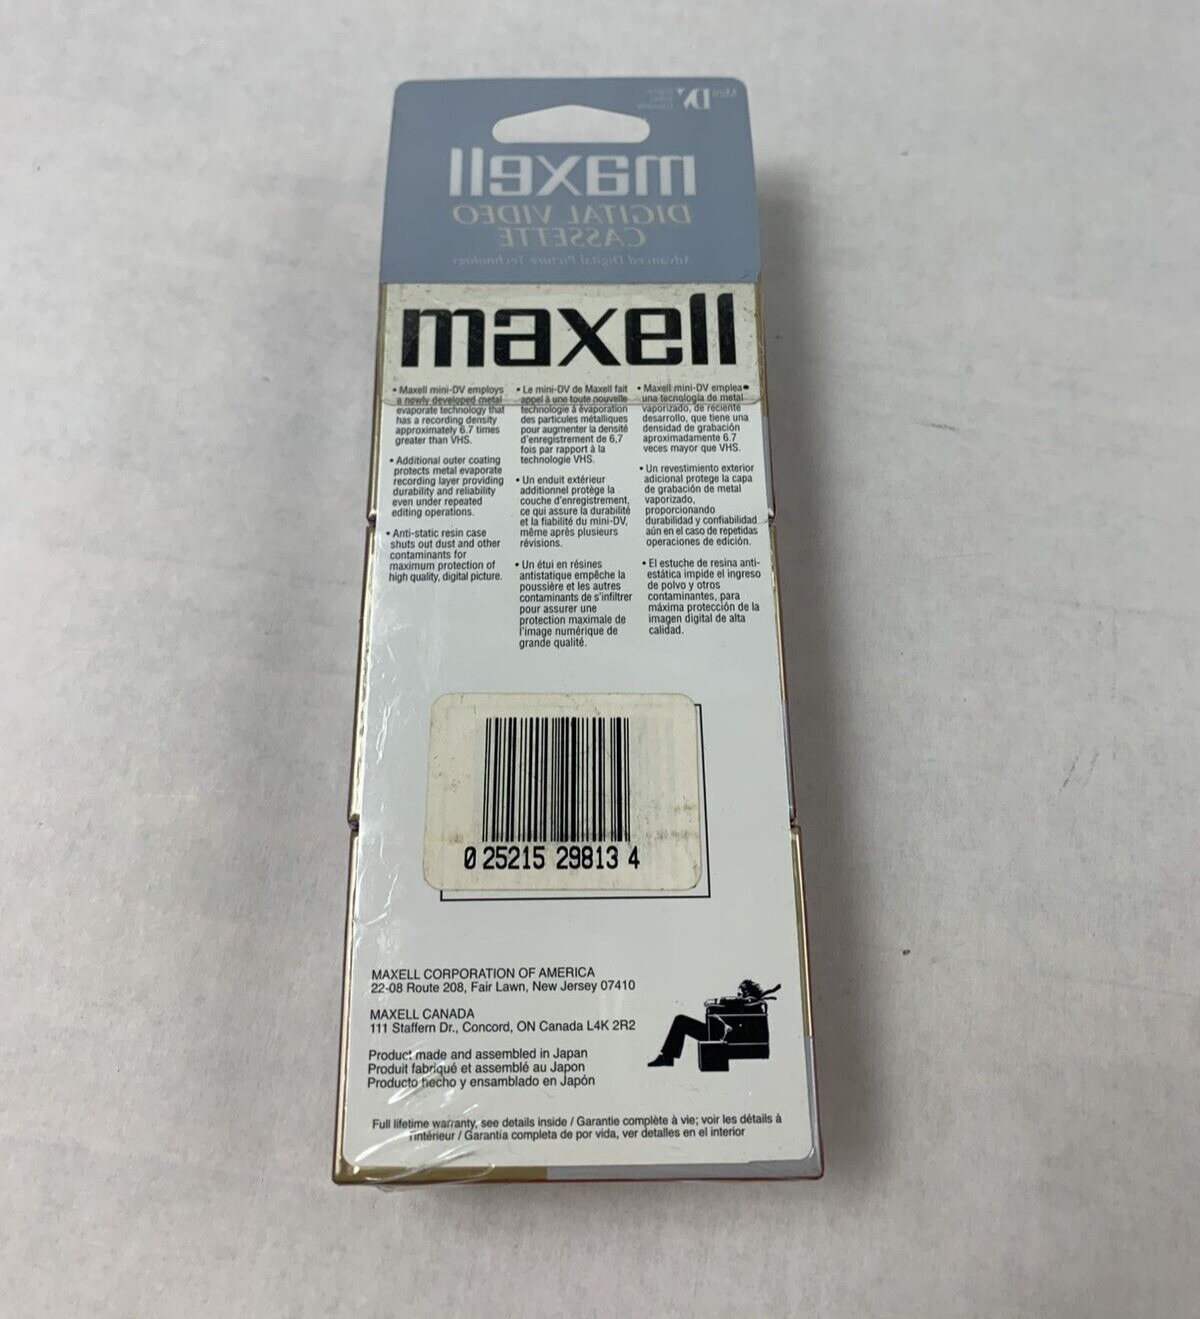 Mini DV Digital Video Cassette
maxell
DIGITAL VIDEO
CASSETTE
Advanced Digital Picture Technology
maxell
• Maxell mini-DV employs
a newly developed metal
evaporate technology that
has a recording density
approximately 6.7 times
greater than VHS.
• Additional outer coating
protects metal evaporate
recording layer providing
durability and reliability
even under repeated
editing operations.
• Anti-static resin case
shuts out dust and other
contaminants for
maximum protection of
high quality, digital picture.
• Le mini-DV de Maxell fait
appel à une toute nouvelle
technologie à évaporation
des particules métalliques
pour augmenter la densité
d'enregistrement de 6,7
fois par rapport à la
technologie VHS.
• Un enduit extérieur
additionnel protège la
couche d'enregistrement,
ce qui assure la durabilité
et la fiabilité du mini-DV,
même après plusieurs
révisions.
• Un étui en résines
antistatique empêche la
poussière et les autres
contaminants de s'infiltrer
pour assurer une
protection maximale de
l'image numérique de
grande qualité.
• Maxell mini-DV emplea
una tecnología de metal
vaporizado, de reciente
desarrollo, que tiene una
densidad de grabación
aproximadamente 6.7
veces mayor que VHS.
• Un revestimiento exterior
adicional protege la capa
de grabación de metal
vaporizado,
proporcionando
durabilidad y confiabilidad
aún en el caso de repetidas
operaciones de edición.
• El estuche de resina anti-
estática impide el ingreso
de polvo y otros
contaminantes, para
máxima protección de la
imagen digital de alta
calidad.
0 25215 29813 4
MAXELL CORPORATION OF AMERICA
22-08 Route 208, Fair Lawn, New Jersey 07410
MAXELL CANADA
111 Staffern Dr., Concord, ON Canada L4K 2R2
Product made and assembled in Japan
Produit fabriqué et assemblé au Japon
Producto hecho y ensamblado en Japón
Full lifetime warranty, see details inside / Garantie complète à vie; voir les détails à
l'intérieur / Garantía completa de por vida, ver detalles en el interior